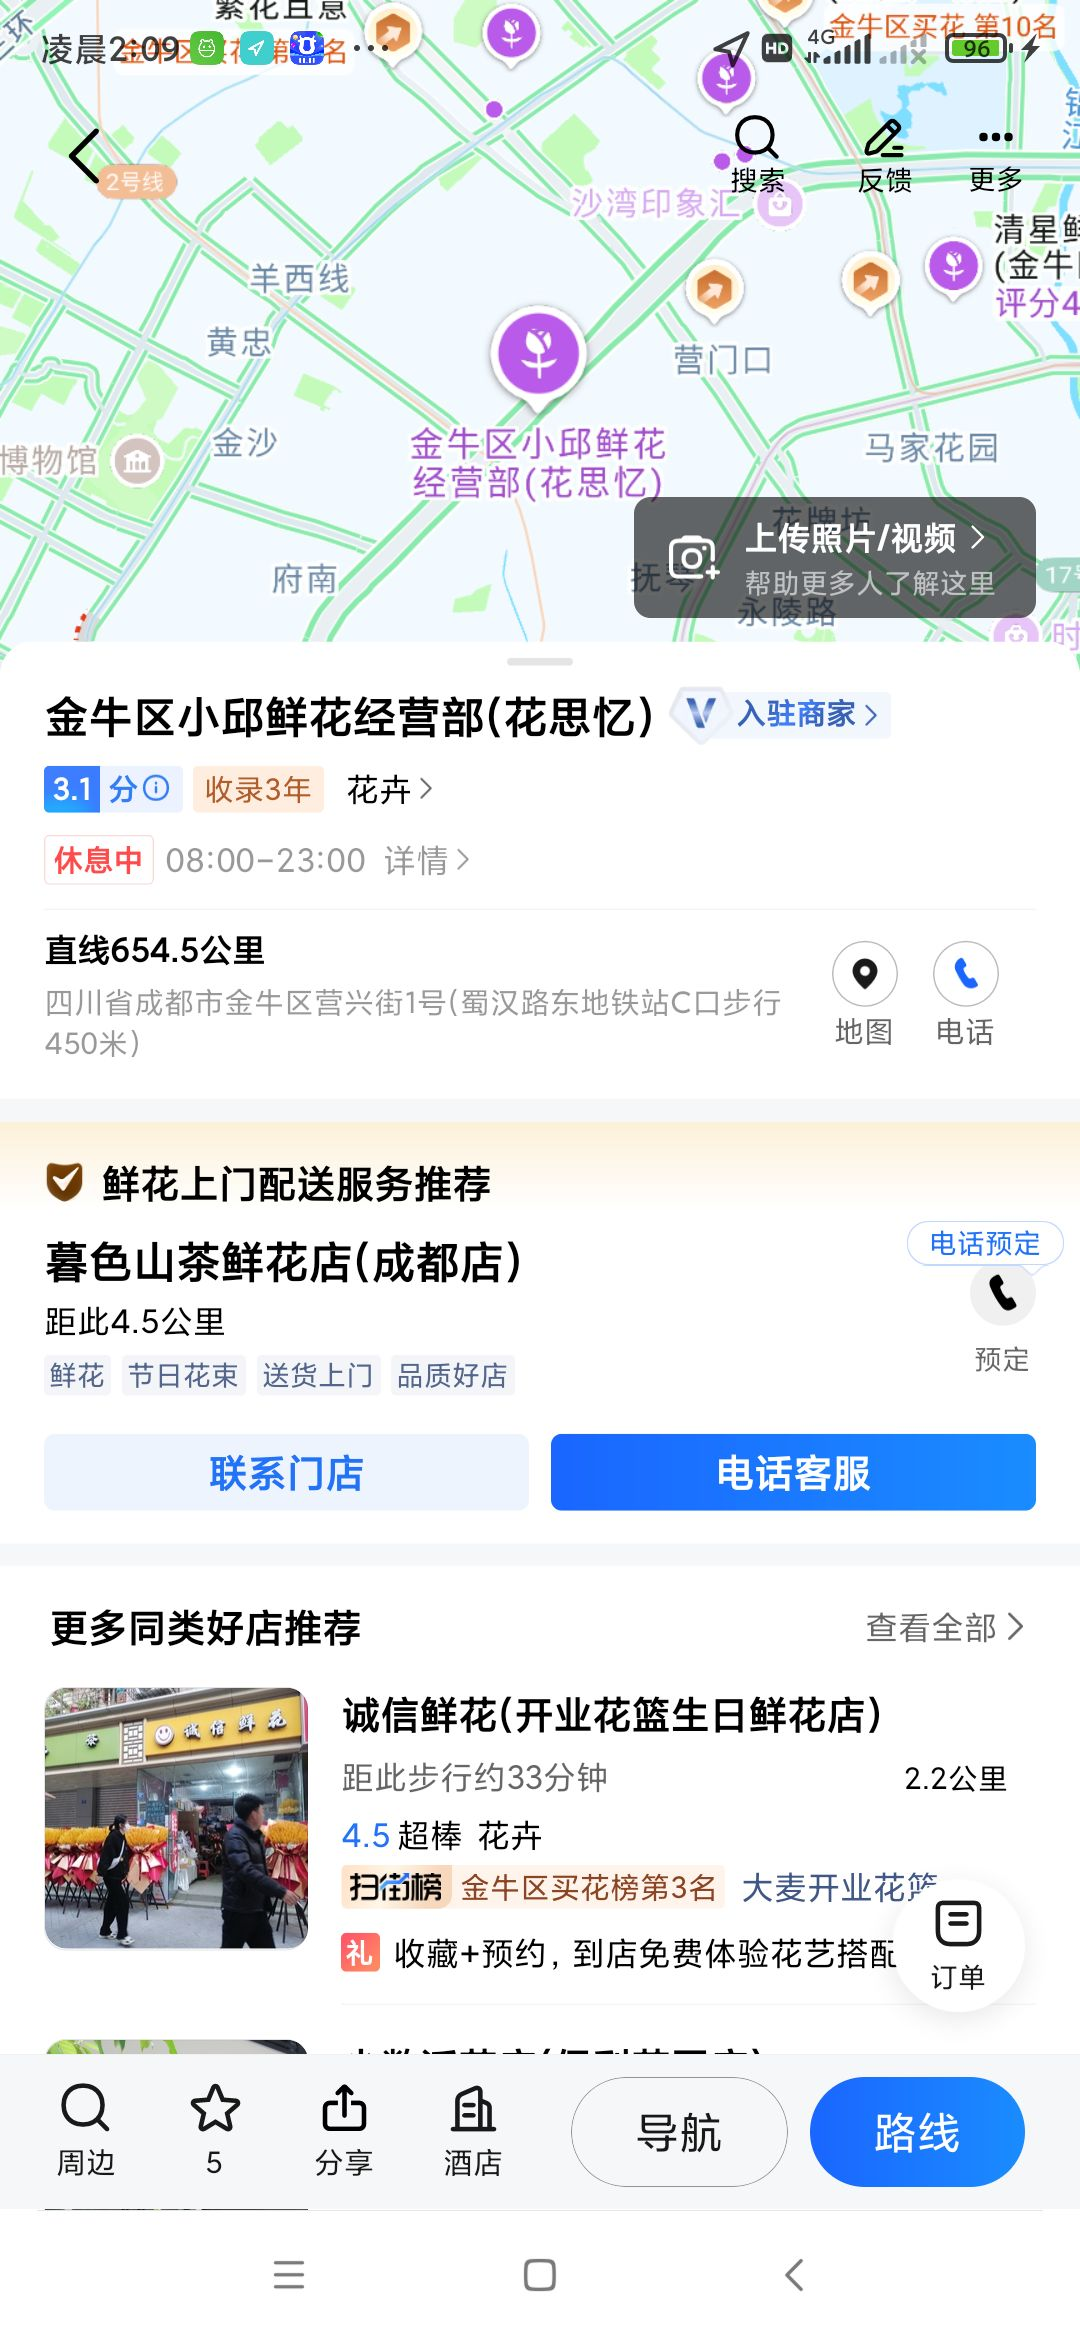 繁花且意
金牛区买花 第10名
凌晨2:09
HD
4G
96
2号线
搜索
反馈
更多
沙湾印象汇
清星鲜
(金牛
评分4
羊西线
黄忠
营门口
金沙
博物馆
金牛区小邱鲜花
经营部(花思忆)
马家花园
花牌坊
上传照片/视频
帮助更多人了解这里
府南
抚琴
永陵路
17号
时
金牛区小邱鲜花经营部(花思忆)
入驻商家
3.1分
收录3年
花卉
休息中
08:00-23:00
详情
直线654.5公里
四川省成都市金牛区营兴街1号(蜀汉路东地铁站C口步行
450米)
地图
电话
鲜花上门配送服务推荐
暮色山茶鲜花店(成都店)
电话预定
距此4.5公里
预定
鲜花
节日花束
送货上门
品质好店
联系门店
电话客服
更多同类好店推荐
查看全部
诚信鲜花
诚信鲜花(开业花篮生日鲜花店)
距此步行约33分钟
2.2公里
4.5 超棒 花卉
扫街榜
金牛区买花榜第3名
大麦开业花篮
礼
收藏+预约，到店免费体验花艺搭配
订单
周边
5
分享
酒店
导航
路线